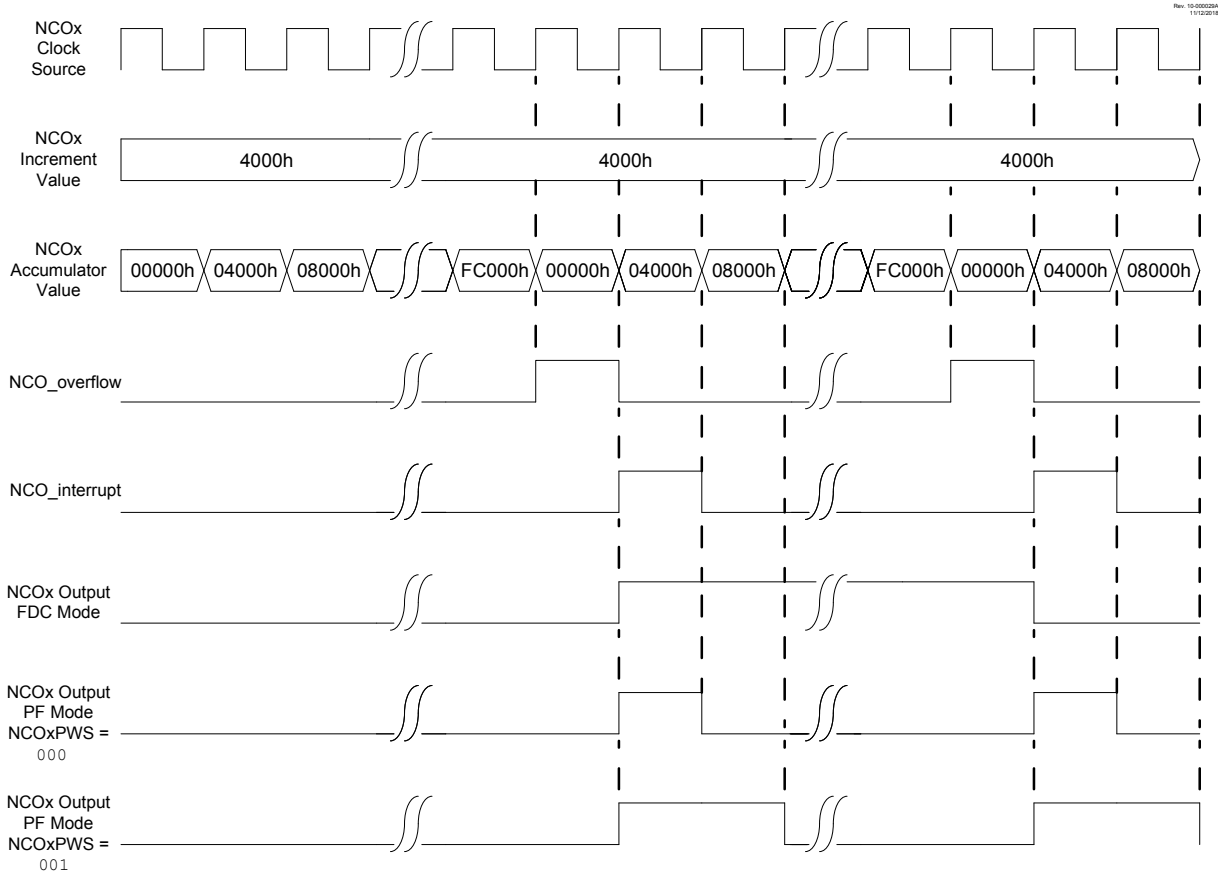 Rev. 10-000029A
11/12/2018
NCOx
Clock
Source
NCOx
Increment
Value
4000h
4000h
4000h
NCOx
Accumulator
Value
00000h
04000h
08000h
FC000h
00000h
04000h
08000h
FC000h
00000h
04000h
08000h
NCO_overflow
NCO_interrupt
NCOx Output
FDC Mode
NCOx Output
PF Mode
NCOxPWS =
000
NCOx Output
PF Mode
NCOxPWS =
001